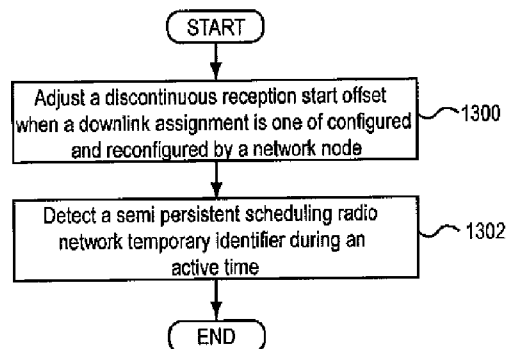 START
Adjust a discontinuous reception start offset
when a downlink assignment is one of configured
and reconfigured by a network node
1300
Detect a semi persistent scheduling radio
network temporary identifier during an
active time
1302
END